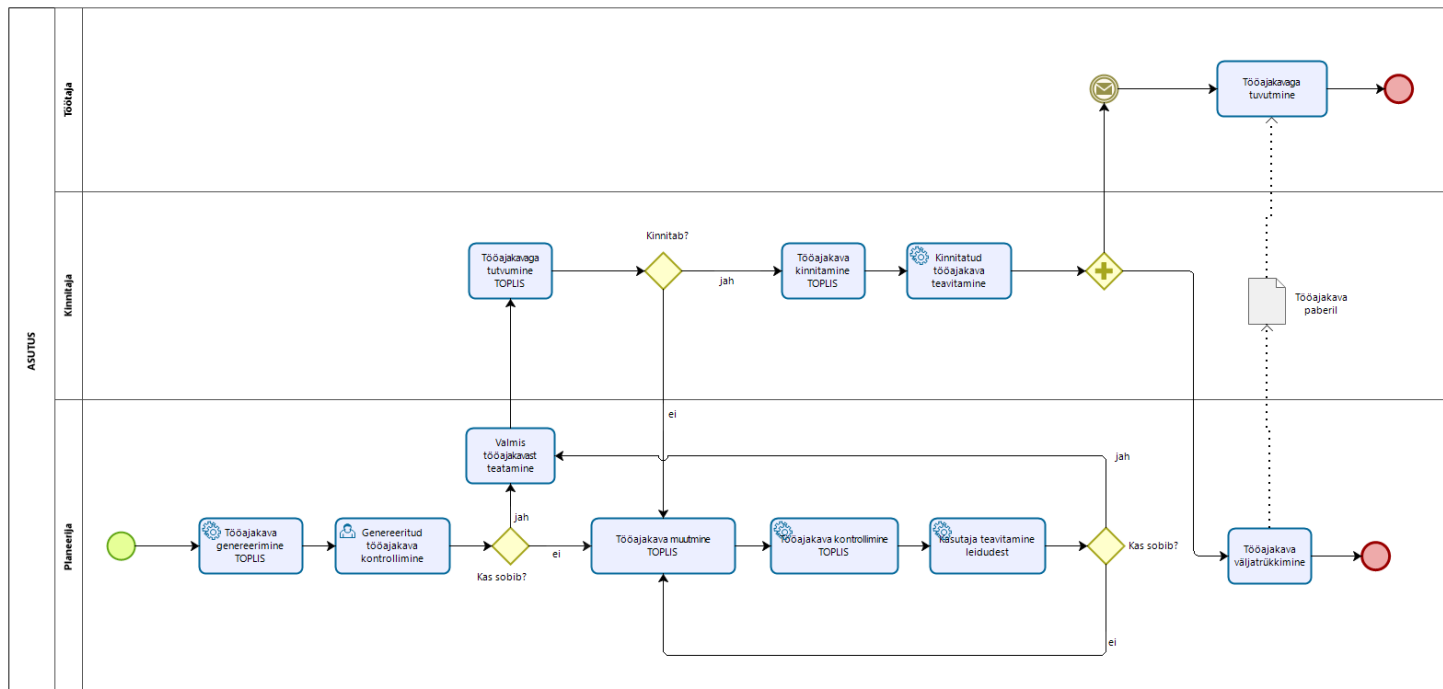 ASUTUS
Töötaja
Tööajakavaga
tuvutmine
Kinnitaja
Kinnitab?
Tööajakavaga
tutvumine
TOPLIS
jah
Tööajakava
kinnitamine
TOPLIS
Kinnitatud
tööajakava
teavitamine
Tööajakava
paberil
ei
Planeerija
Valmis
tööajakavast
teatamine
jah
Tööajakava
genereerimine
TOPLIS
Genereeritud
tööajakava
kontrollimine
jah
Kas sobib?
ei
Tööajakava muutmine
TOPLIS
Tööajakava kontrollimine
TOPLIS
Kasutaja teavitamine
leidudest
Kas sobib?
ei
Tööajakava
väljatrükkimine